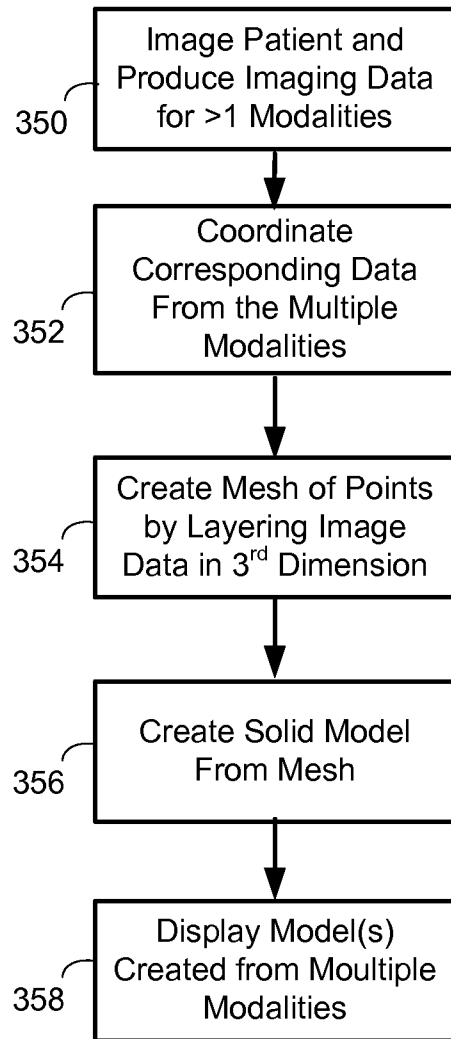 Image Patient and
Produce Imaging Data
for >1 Modalities
350
Coordinate
Corresponding Data
From the Multiple
Modalities
352
Create Mesh of Points
by Layering Image
Data in 3rd Dimension
354
Create Solid Model
From Mesh
356
Display Model(s)
Created from Moultiple
Modalities
358